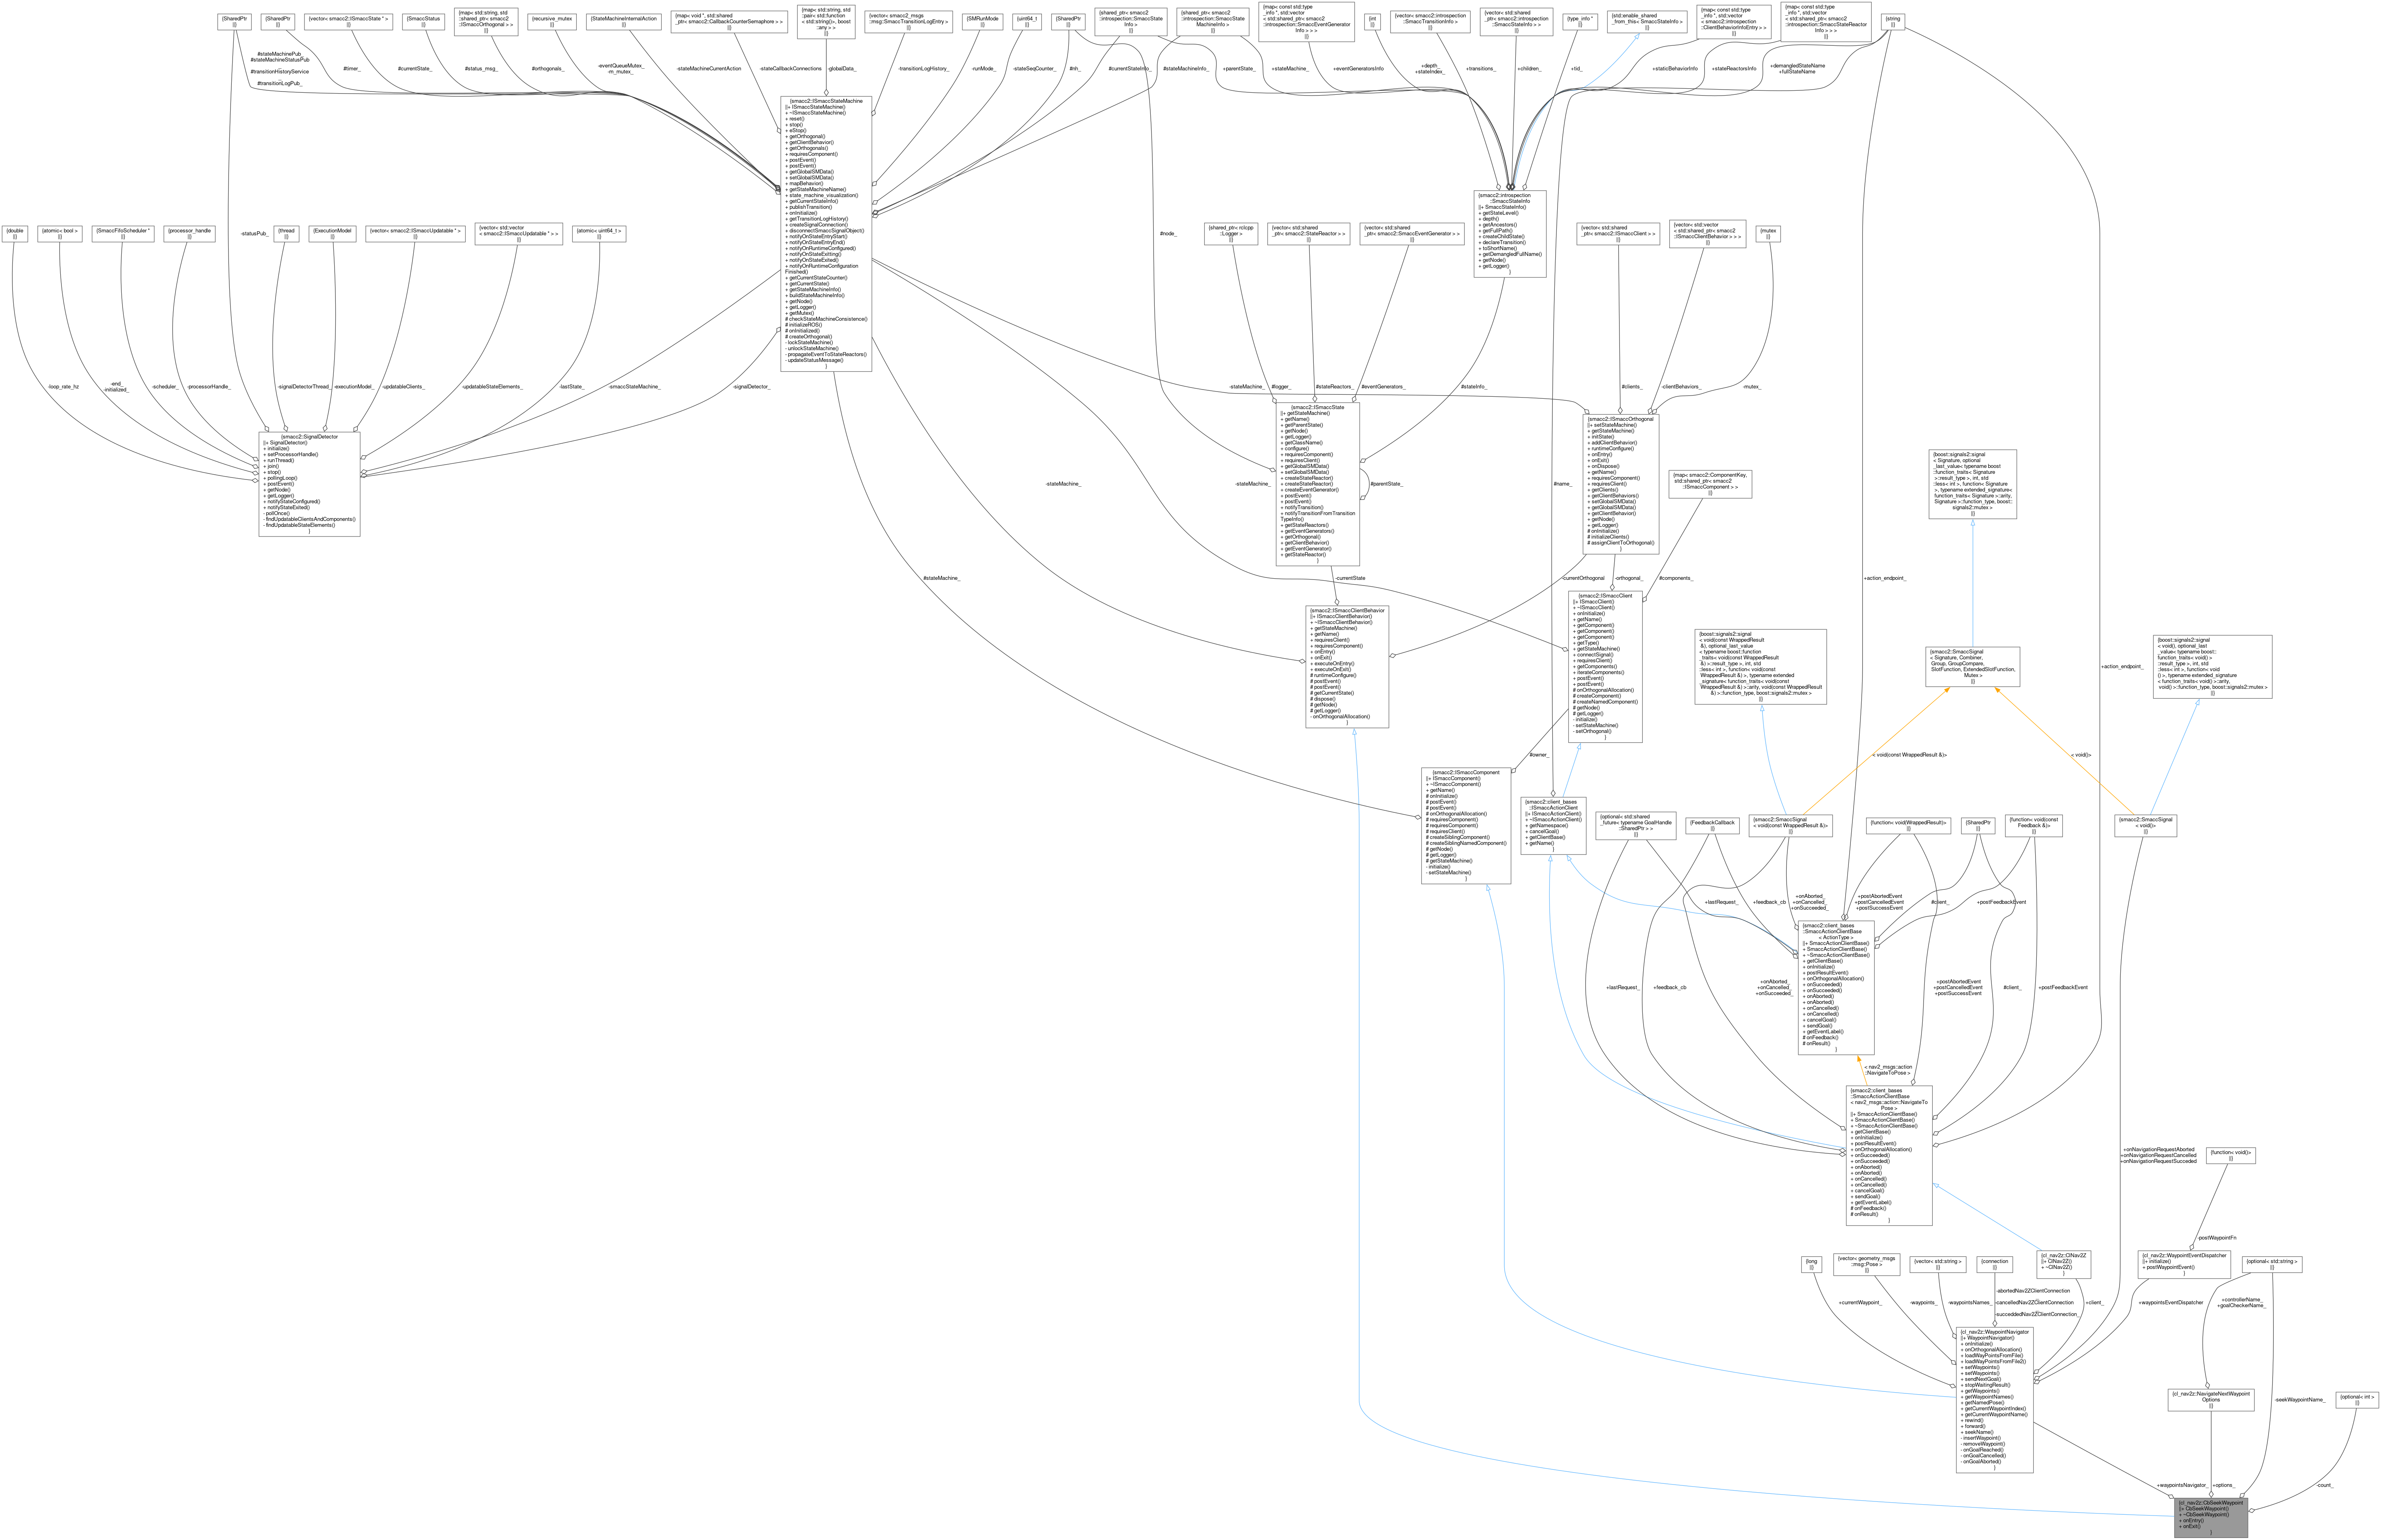 {SharedPtr
||}
{SharedPtr
||}
{vector< smacc2::ISmaccState * >
||}
{SmaccStatus
||}
{map< std::string, std
::shared_ptr< smacc2
::ISmaccOrthogonal > >
||}
{recursive_mutex
||}
{StateMachineInternalAction
||}
{map< void *, std::shared
_ptr< smacc2::CallbackCounterSemaphore > >
||}
{map< std::string, std
::pair< std::function
< std::string()>, boost
::any > >
||}
{vector< smacc2_msgs
::msg::SmaccTransitionLogEntry >
||}
{SMRunMode
||}
{uint64_t
||}
{SharedPtr
||}
{shared_ptr< smacc2
::introspection::SmaccState
Info >
||}
{shared_ptr< smacc2
::introspection::SmaccState
MachineInfo >
||}
{map< const std::type
_info *, std::vector
< std::shared_ptr< smacc2
::introspection::SmaccEventGenerator
Info > > >
||}
{int
||}
{vector< smacc2::introspection
::SmaccTransitionInfo >
||}
{vector< std::shared
_ptr< smacc2::introspection
::SmaccStateInfo > >
||}
{type_info *
||}
{std::enable_shared
_from_this< SmaccStateInfo >
||}
{map< const std::type
_info *, std::vector
< smacc2::introspection
::ClientBehaviorInfoEntry > >
||}
{map< const std::type
_info *, std::vector
< std::shared_ptr< smacc2
::introspection::SmaccStateReactor
Info > > >
||}
{string
||}
#stateMachinePub_
#stateMachineStatusPub
_
#transitionHistoryService
_
#transitionLogPub_
#timer_
#currentState_
#status_msg_
#orthogonals_
-eventQueueMutex_
-m_mutex_
-stateMachineCurrentAction
-stateCallbackConnections
-globalData_
-transitionLogHistory_
-runMode_
-stateSeqCounter_
#nh_
#currentStateInfo_
#stateMachineInfo_
+parentState_
+stateMachine_
+eventGeneratorsInfo
+depth_
+stateIndex_
+transitions_
+children_
+tid_
+staticBehaviorInfo
+stateReactorsInfo
+demangledStateName
+fullStateName
{smacc2::ISmaccStateMachine
||+ ISmaccStateMachine()
+ ~ISmaccStateMachine()
+ reset()
+ stop()
+ eStop()
+ getOrthogonal()
+ getClientBehavior()
+ getOrthogonals()
+ requiresComponent()
+ postEvent()
+ postEvent()
+ getGlobalSMData()
+ setGlobalSMData()
+ mapBehavior()
+ getStateMachineName()
+ state_machine_visualization()
+ getCurrentStateInfo()
+ publishTransition()
+ onInitialize()
+ getTransitionLogHistory()
+ createSignalConnection()
+ disconnectSmaccSignalObject()
+ notifyOnStateEntryStart()
+ notifyOnStateEntryEnd()
+ notifyOnRuntimeConfigured()
+ notifyOnStateExitting()
+ notifyOnStateExited()
+ notifyOnRuntimeConfiguration
Finished()
+ getCurrentStateCounter()
+ getCurrentState()
+ getStateMachineInfo()
+ buildStateMachineInfo()
+ getNode()
+ getLogger()
+ getMutex()
# checkStateMachineConsistence()
# initializeROS()
# onInitialized()
# createOrthogonal()
- lockStateMachine()
- unlockStateMachine()
- propagateEventToStateReactors()
- updateStatusMessage()
}
{smacc2::introspection
::SmaccStateInfo
||+ SmaccStateInfo()
+ getStateLevel()
+ depth()
+ getAncestors()
+ getFullPath()
+ createChildState()
+ declareTransition()
+ toShortName()
+ getDemangledFullName()
+ getNode()
+ getLogger()
}
{double
||}
{atomic< bool >
||}
{SmaccFifoScheduler *
||}
{processor_handle
||}
-statusPub_
{thread
||}
{ExecutionModel
||}
{vector< smacc2::ISmaccUpdatable * >
||}
{vector< std::vector
< smacc2::ISmaccUpdatable * > >
||}
{atomic< uint64_t >
||}
#node_
{shared_ptr< rclcpp
::Logger >
||}
{vector< std::shared
_ptr< smacc2::StateReactor > >
||}
{vector< std::shared
_ptr< smacc2::SmaccEventGenerator > >
||}
{vector< std::shared
_ptr< smacc2::ISmaccClient > >
||}
{vector< std::vector
< std::shared_ptr< smacc2
::ISmaccClientBehavior > > >
||}
{mutex
||}
-loop_rate_hz
-end_
-initialized_
-scheduler_
-processorHandle_
-signalDetectorThread_
-executionModel_
-updatableClients_
-updatableStateElements_
-lastState_
-smaccStateMachine_
-signalDetector_
-stateMachine_
#logger_
#stateReactors_
#eventGenerators_
#stateInfo_
#clients_
-clientBehaviors_
-mutex_
{smacc2::SignalDetector
||+ SignalDetector()
+ initialize()
+ setProcessorHandle()
+ runThread()
+ join()
+ stop()
+ pollingLoop()
+ postEvent()
+ getNode()
+ getLogger()
+ notifyStateConfigured()
+ notifyStateExited()
- pollOnce()
- findUpdatableClientsAndComponents()
- findUpdatableStateElements()
}
{smacc2::ISmaccState
||+ getStateMachine()
+ getName()
+ getParentState()
+ getNode()
+ getLogger()
+ getClassName()
+ configure()
+ requiresComponent()
+ requiresClient()
+ getGlobalSMData()
+ setGlobalSMData()
+ createStateReactor()
+ createStateReactor()
+ createEventGenerator()
+ postEvent()
+ postEvent()
+ notifyTransition()
+ notifyTransitionFromTransition
TypeInfo()
+ getStateReactors()
+ getEventGenerators()
+ getOrthogonal()
+ getClientBehavior()
+ getEventGenerator()
+ getStateReactor()
}
#parentState_
{smacc2::ISmaccOrthogonal
||+ setStateMachine()
+ getStateMachine()
+ initState()
+ addClientBehavior()
+ runtimeConfigure()
+ onEntry()
+ onExit()
+ onDispose()
+ getName()
+ requiresComponent()
+ requiresClient()
+ getClients()
+ getClientBehaviors()
+ setGlobalSMData()
+ getGlobalSMData()
+ getClientBehavior()
+ getNode()
+ getLogger()
# onInitialize()
# initializeClients()
# assignClientToOrthogonal()
}
{map< smacc2::ComponentKey,
std::shared_ptr< smacc2
::ISmaccComponent > >
||}
{boost::signals2::signal
< Signature, optional
_last_value< typename boost
::function_traits< Signature
>::result_type >, int, std
::less< int >, function< Signature
>, typename extended_signature<
function_traits< Signature >::arity,
Signature >::function_type, boost::
signals2::mutex >
||}
-stateMachine_
-stateMachine_
#name_
+action_endpoint_
#stateMachine_
-currentState
-currentOrthogonal
-orthogonal_
#components_
{smacc2::ISmaccClientBehavior
||+ ISmaccClientBehavior()
+ ~ISmaccClientBehavior()
+ getStateMachine()
+ getName()
+ requiresClient()
+ requiresComponent()
+ onEntry()
+ onExit()
+ executeOnEntry()
+ executeOnExit()
# runtimeConfigure()
# postEvent()
# postEvent()
# getCurrentState()
# dispose()
# getNode()
# getLogger()
- onOrthogonalAllocation()
}
{smacc2::ISmaccClient
||+ ISmaccClient()
+ ~ISmaccClient()
+ onInitialize()
+ getName()
+ getComponent()
+ getComponent()
+ getComponent()
+ getType()
+ getStateMachine()
+ connectSignal()
+ requiresClient()
+ getComponents()
+ iterateComponents()
+ postEvent()
+ postEvent()
# onOrthogonalAllocation()
# createComponent()
# createNamedComponent()
# getNode()
# getLogger()
- initialize()
- setStateMachine()
- setOrthogonal()
}
{boost::signals2::signal
< void(const WrappedResult
&), optional_last_value
< typename boost::function
_traits< void(const WrappedResult
&) >::result_type >, int, std
::less< int >, function< void(const
WrappedResult &) >, typename extended
_signature< function_traits< void(const
WrappedResult &) >::arity, void(const WrappedResult
&) >::function_type, boost::signals2::mutex >
||}
{smacc2::SmaccSignal
< Signature, Combiner,
Group, GroupCompare,
SlotFunction, ExtendedSlotFunction,
Mutex >
||}
{boost::signals2::signal
< void(), optional_last
_value< typename boost::
function_traits< void() >
::result_type >, int, std
::less< int >, function< void
() >, typename extended_signature
< function_traits< void() >::arity,
void() >::function_type, boost::signals2::mutex >
||}
+action_endpoint_
#owner_
< void(const WrappedResult &)>
< void()>
{smacc2::ISmaccComponent
||+ ISmaccComponent()
+ ~ISmaccComponent()
+ getName()
# onInitialize()
# postEvent()
# postEvent()
# onOrthogonalAllocation()
# requiresComponent()
# requiresComponent()
# requiresClient()
# createSiblingComponent()
# createSiblingNamedComponent()
# getNode()
# getLogger()
# getStateMachine()
- initialize()
- setStateMachine()
}
{smacc2::client_bases
::ISmaccActionClient
||+ ISmaccActionClient()
+ ~ISmaccActionClient()
+ getNamespace()
+ cancelGoal()
+ getClientBase()
+ getName()
}
{optional< std::shared
_future< typename GoalHandle
::SharedPtr > >
||}
{FeedbackCallback
||}
{smacc2::SmaccSignal
< void(const WrappedResult &)>
||}
{function< void(WrappedResult)>
||}
{SharedPtr
||}
{function< void(const
Feedback &)>
||}
{smacc2::SmaccSignal
< void()>
||}
+lastRequest_
+feedback_cb
+onAborted_
+onCancelled_
+onSucceeded_
+postAbortedEvent
+postCancelledEvent
+postSuccessEvent
#client_
+postFeedbackEvent
{smacc2::client_bases
::SmaccActionClientBase
< ActionType >
||+ SmaccActionClientBase()
+ SmaccActionClientBase()
+ ~SmaccActionClientBase()
+ getClientBase()
+ onInitialize()
+ postResultEvent()
+ onOrthogonalAllocation()
+ onSucceeded()
+ onSucceeded()
+ onAborted()
+ onAborted()
+ onCancelled()
+ onCancelled()
+ cancelGoal()
+ sendGoal()
+ getEventLabel()
# onFeedback()
# onResult()
}
+lastRequest_
+feedback_cb
+onAborted_
+onCancelled_
+onSucceeded_
+postAbortedEvent
+postCancelledEvent
+postSuccessEvent
#client_
+postFeedbackEvent
< nav2_msgs::action
::NavigateToPose >
{smacc2::client_bases
::SmaccActionClientBase
< nav2_msgs::action::NavigateTo
Pose >
||+ SmaccActionClientBase()
+ SmaccActionClientBase()
+ ~SmaccActionClientBase()
+ getClientBase()
+ onInitialize()
+ postResultEvent()
+ onOrthogonalAllocation()
+ onSucceeded()
+ onSucceeded()
+ onAborted()
+ onAborted()
+ onCancelled()
+ onCancelled()
+ cancelGoal()
+ sendGoal()
+ getEventLabel()
# onFeedback()
# onResult()
}
+onNavigationRequestAborted
+onNavigationRequestCancelled
+onNavigationRequestSucceded
{function< void()>
||}
-postWaypointFn
{long
||}
{vector< geometry_msgs
::msg::Pose >
||}
{vector< std::string >
||}
{connection
||}
{cl_nav2z::ClNav2Z
||+ ClNav2Z()
+ ~ClNav2Z()
}
{cl_nav2z::WaypointEventDispatcher
||+ initialize()
+ postWaypointEvent()
}
{optional< std::string >
||}
+currentWaypoint_
-waypoints_
-waypointsNames_
-abortedNav2ZClientConnection
_
-cancelledNav2ZClientConnection
_
-succeddedNav2ZClientConnection_
+client_
+waypointsEventDispatcher
+controllerName_
+goalCheckerName_
{cl_nav2z::WaypointNavigator
||+ WaypointNavigator()
+ onInitialize()
+ onOrthogonalAllocation()
+ loadWayPointsFromFile()
+ loadWayPointsFromFile2()
+ setWaypoints()
+ sendNextGoal()
+ stopWaitingResult()
+ getWaypoints()
+ getWaypointNames()
+ getNamedPose()
+ getCurrentWaypointIndex()
+ getCurrentWaypointName()
+ rewind()
+ forward()
+ seekName()
- insertWaypoint()
- removeWaypoint()
- onGoalReached()
- onGoalCancelled()
- onGoalAborted()
}
{cl_nav2z::NavigateNextWaypoint
Options
||}
-seekWaypointName_
{optional< int >
||}
+waypointsNavigator_
+options_
-count_
{cl_nav2z::CbSeekWaypoint
||+ CbSeekWaypoint()
+ ~CbSeekWaypoint()
+ onEntry()
+ onExit()
}